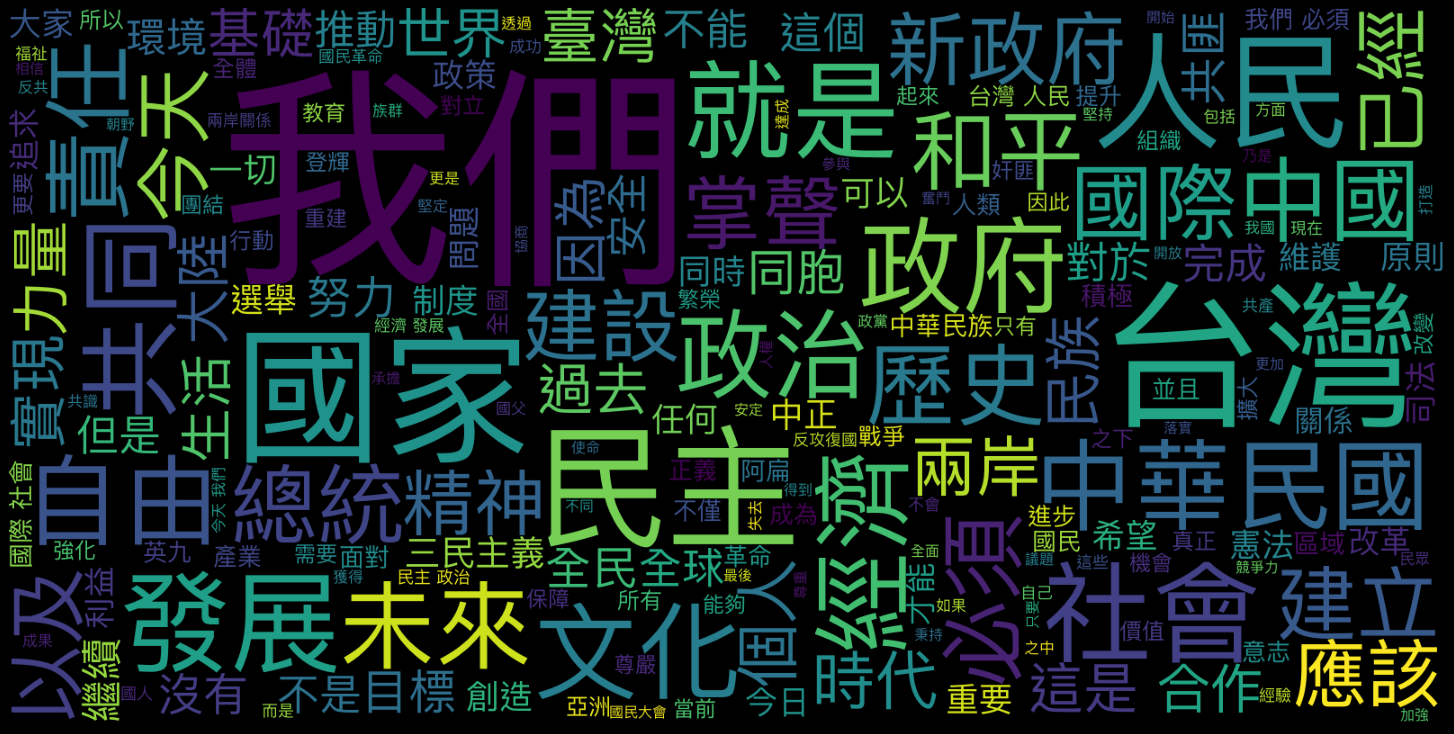 大家
所以
環境
基礎
推動
世界
透過
成功
臺灣
不能
這個
新政府
開始
我們 必須
福祉
相信
反共
國民革命
全體
政策
對立
就是
人民
共匪
已經
責任
今天
我們
起來
台灣 人民
提升
堅持
組織
包括
方面
朝野
兩岸關係
教育
族群
達成
和平
乃是
更要
追求
一切
登輝
更是
參與
奸匪
國際
中國
打造
團結
重建
堅定
問題
協商
因為
安全
掌聲
可以
奮鬥
人類
因此
我國
現在
共同
大陸
行動
政府
對於
開放
完成
維護
原則
力量
選舉
努力
制度
全國
同時
同胞
繁榮
積極
台灣
共產
改變
經濟 發展
建設
政治
政黨
中華 民族
只有
實現
生活
國家
承擔
過去
人權
歷史
民族
更加
並且
擴大
司法
共識
但是
國父
任何
安定
中正
反攻復國
戰爭
關係
使命
之下
落實
國際 社會
自由
今天 我們
總統
精神
民主
正義
阿扁
得到
經濟
兩岸
中華民國
不同
不僅
失去
成為
不會
進步
國民
希望
真正
憲法
區域
改革
強化
英九
產業
需要
面對
三民主義
全民
全球
革命
全面
議題
這些
機會
競爭力
民眾
以及
利益
發展
獲得
民主 政治
未來
保障
所有
能夠
最後
尊重
個人
才能
如果
必須
自己
只要
社會
價值
建立
成果
繼續
國人
沒有
而是
不是
目標
創造
文化
尊嚴
亞洲
國民大會
當前
今日
時代
秉持
重要
之中
這是
合作
意志
經驗
應該
加強